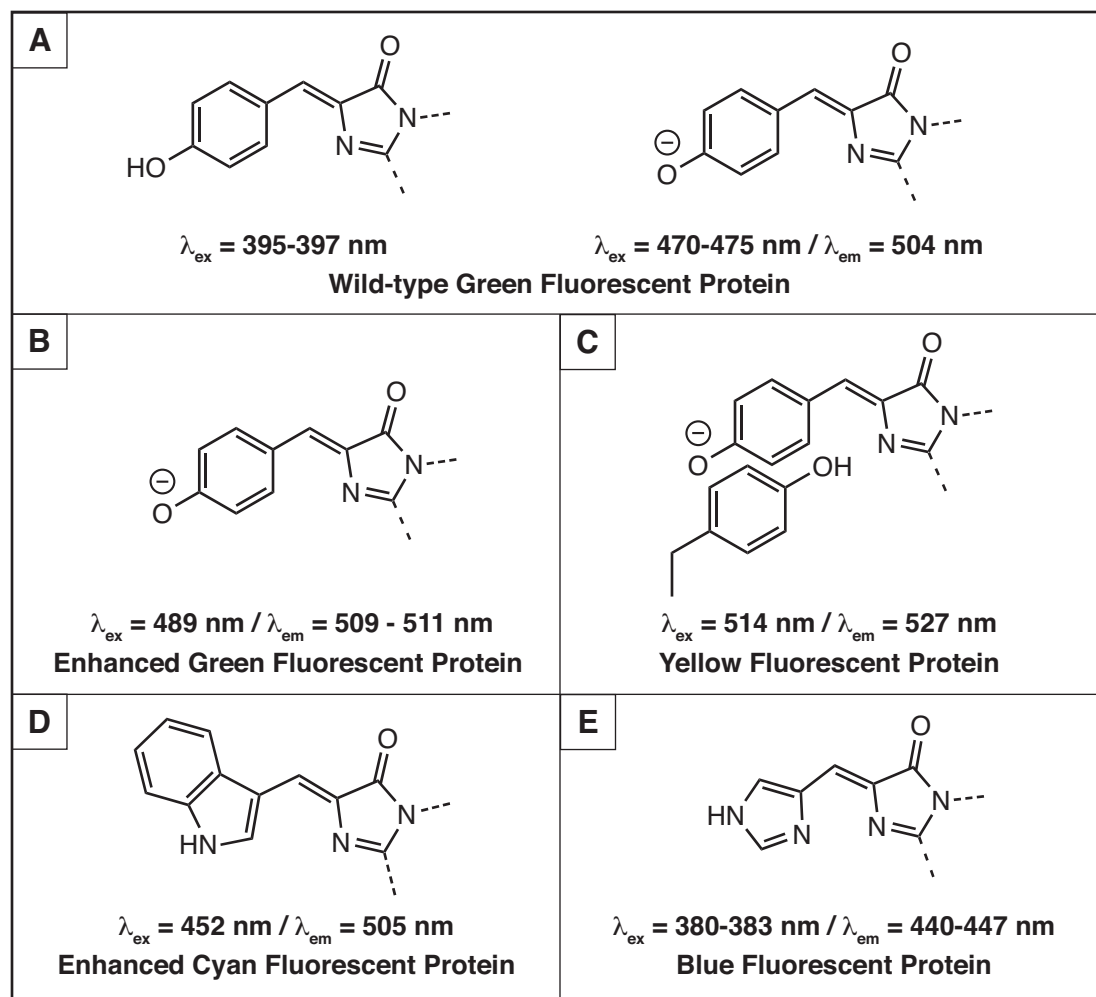 A
O
N
N
HO
O
N
N
⊖
O
λex = 395-397 nm
λex = 470-475 nm / λem = 504 nm
Wild-type Green Fluorescent Protein
B
O
N
N
⊖
O
λex = 489 nm / λem = 509 - 511 nm
Enhanced Green Fluorescent Protein
C
O
N
N
⊖
O
OH
λex = 514 nm / λem = 527 nm
Yellow Fluorescent Protein
D
O
N
N
HN
λex = 452 nm / λem = 505 nm
Enhanced Cyan Fluorescent Protein
E
O
N
N
HN
N
λex = 380-383 nm / λem = 440-447 nm
Blue Fluorescent Protein